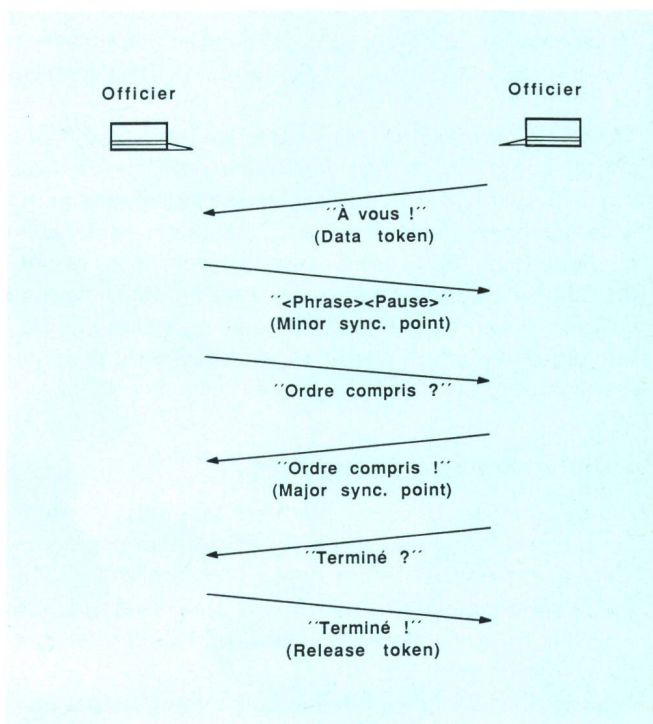 Officier
Officier
´´À vous !´´
(Data token)
´´<Phrase><Pause>´´
(Minor sync. point)
´´Ordre compris ?´´
´´Ordre compris !´´
(Major sync. point)
´´Terminé ?´´
´´Terminé !´´
(Release token)